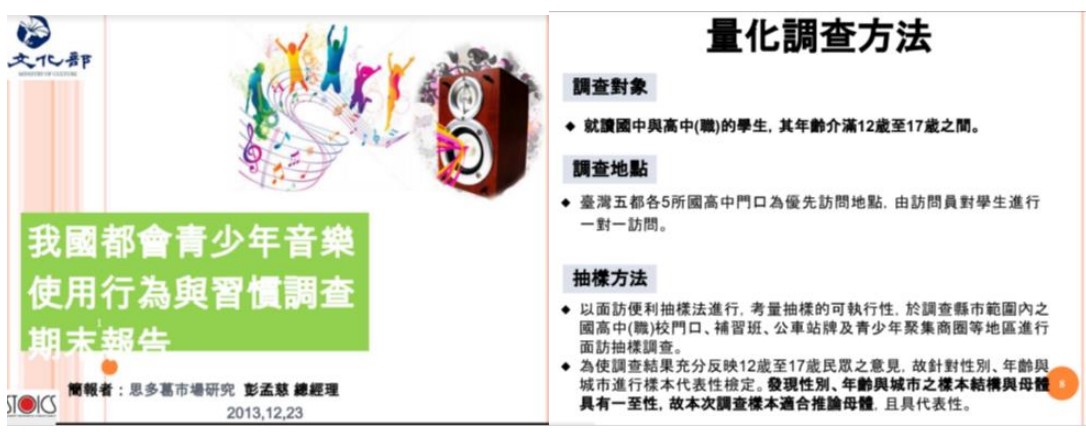 文化部
MINISTRY OF CULTURE
我國都會青少年音樂
使用行為與習慣調查
期末報告
1
簡報者：思多葛市場研究 彭孟慈 總經理
2013,12,23
STOICS
量化調查方法
調查對象
◆ 就讀國中與高中(職)的學生, 其年齡介滿12歲至17歲之間。
調查地點
◆ 臺灣五都各5所國高中門口為優先訪問地點, 由訪問員對學生進行
一對一訪問。
抽樣方法
◆ 以面訪便利抽樣法進行, 考量抽樣的可執行性, 於調查縣市範圍內之
國高中(職)校門口、補習班、公車站牌及青少年聚集商圈等地區進行
面訪抽樣調查。
◆ 為使調查結果充分反映12歲至17歲民眾之意見, 故針對性別、年齡與
城市進行樣本代表性檢定。發現性別、年齡與城市之樣本結構與母體
具有一至性, 故本次調查樣本適合推論母體, 且具代表性。
8